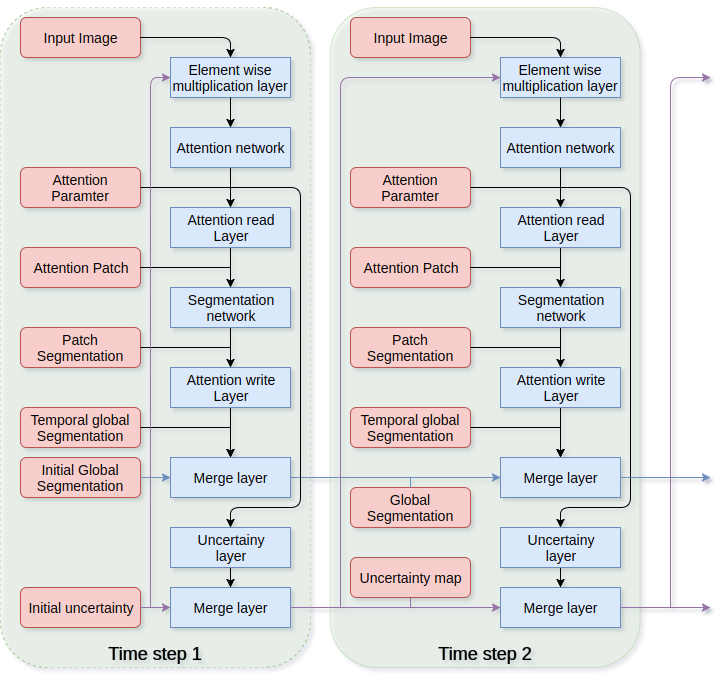 Input Image
Element wise
multiplication layer
Attention network
Attention
Paramter
Attention read
Layer
Attention Patch
Segmentation
network
Patch
Segmentation
Attention write
Layer
Temporal global
Segmentation
Initial Global
Segmentation
Merge layer
Uncertainy
layer
Initial uncertainty
Merge layer
Time step 1
Input Image
Element wise
multiplication layer
Attention network
Attention
Paramter
Attention read
Layer
Attention Patch
Segmentation
network
Patch
Segmentation
Attention write
Layer
Temporal global
Segmentation
Merge layer
Global
Segmentation
Uncertainy
layer
Uncertainty map
Merge layer
Time step 2